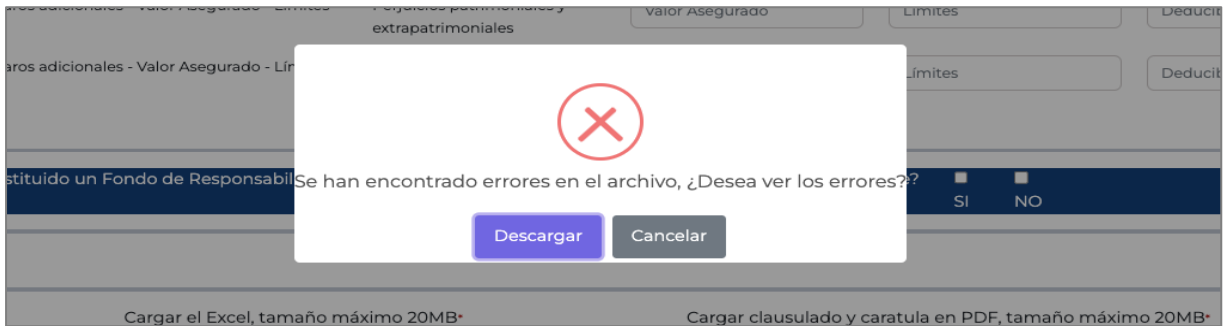 aros adicionales - Valor Asegurado - Límites
Perjuicios patrimoniales y
extrapatrimoniales
Valor Asegurado
Límites
Deducib
aros adicionales - Valor Asegurado - Lím
Límites
Deducib
stituido un Fondo de Responsabil
Se han encontrado errores en el archivo, ¿Desea ver los errores?
?
SI
NO
Descargar
Cancelar
Cargar el Excel, tamaño máximo 20MB*
Cargar clausulado y caratula en PDF, tamaño máximo 20MB*